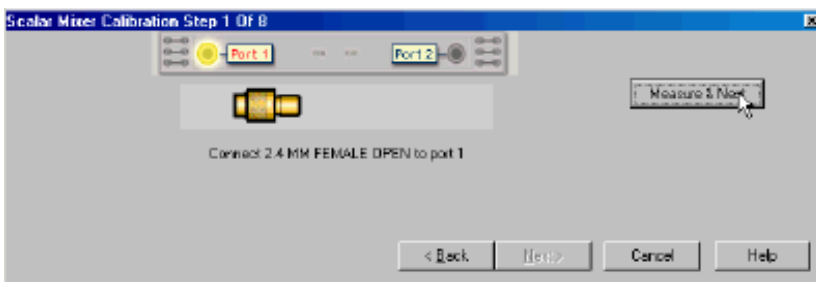 Scalar Mixer Calibration Step 1 Of 8
Port 1
Port 2
Measure & Next
Connect 2.4 MM FEMALE OPEN to port 1
< Back
Next >
Cancel
Help